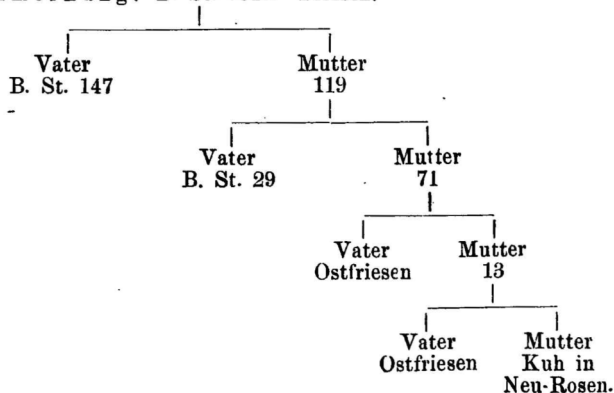 Vater Mutter
B. St. 147 119
Vater Mutter
B. St. 29 71
Vater Mutter
Ostfriesen 13
Vater Mutter
Ostfriesen Kuh in
Neu-Rosen.